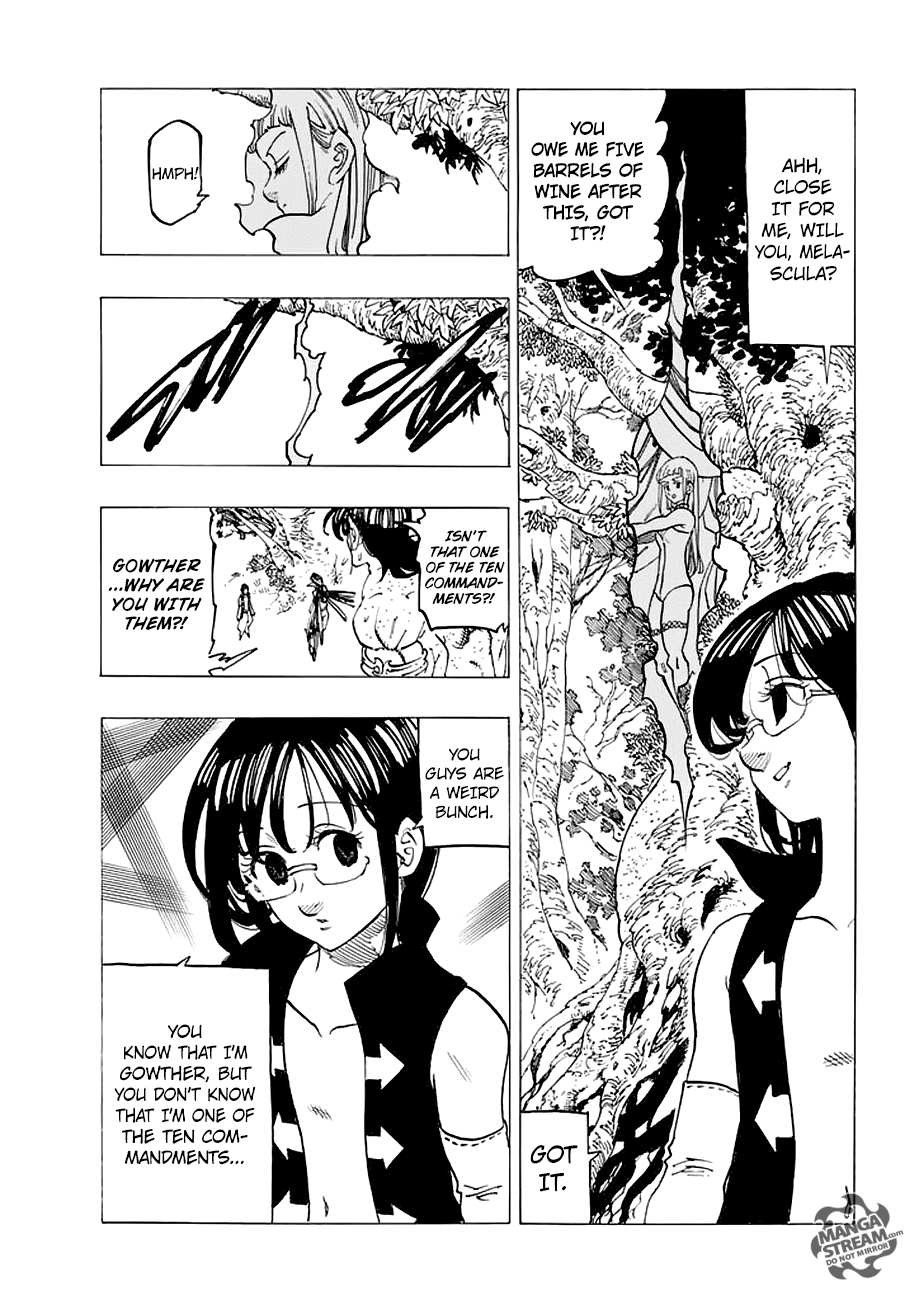 AHH,
CLOSE
IT FOR
ME, WILL
YOU, MELA-
SCULA?
YOU
OWE ME FIVE
BARRELS OF
WINE AFTER
THIS, GOT
IT?!
GOT
IT.
HMPH!
ISN'T
THAT ONE
OF THE TEN
COMMAND-
MENTS?!
GOWTHER
...WHY ARE
YOU WITH
THEM?!
YOU
GUYS ARE
A WEIRD
BUNCH.
YOU
KNOW THAT I'M
GOWTHER, BUT
YOU DON'T KNOW
THAT I'M ONE OF
THE TEN COM-
MANDMENTS...
MANGA
STREAM.com
DO NOT MIRROR